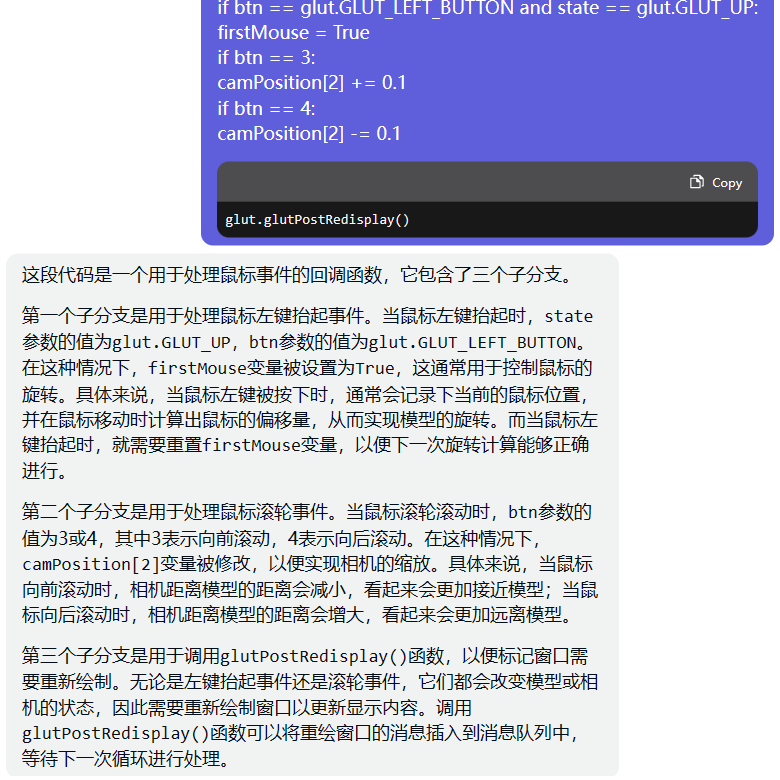 if btn == glut.GLUT_LEFT_BUTTON and state == glut.GLUT_UP:
firstMouse = True
if btn == 3:
camPosition[2] += 0.1
if btn == 4:
camPosition[2] -= 0.1
Copy
glut.glutPostRedisplay()
这段代码是一个用于处理鼠标事件的回调函数，它包含了三个子分支。
第一个子分支是用于处理鼠标左键抬起事件。当鼠标左键抬起时，state
参数的值为glut.GLUT_UP，btn参数的值为glut.GLUT_LEFT_BUTTON。
在这种情况下，firstMouse变量被设置为True，这通常用于控制鼠标的
旋转。具体来说，当鼠标左键被按下时，通常会记录下当前的鼠标位置，
并在鼠标移动时计算出鼠标的偏移量，从而实现模型的旋转。而当鼠标左
键抬起时，就需要重置firstMouse变量，以便下一次旋转计算能够正确
进行。
第二个子分支是用于处理鼠标滚轮事件。当鼠标滚轮滚动时，btn参数的
值为3或4，其中3表示向前滚动，4表示向后滚动。在这种情况下，
camPosition[2]变量被修改，以便实现相机的缩放。具体来说，当鼠标
向前滚动时，相机距离模型的距离会减小，看起来会更加接近模型；当鼠
标向后滚动时，相机距离模型的距离会增大，看起来会更加远离模型。
第三个子分支是用于调用glutPostRedisplay()函数，以便标记窗口需
要重新绘制。无论是左键抬起事件还是滚轮事件，它们都会改变模型或相
机的状态，因此需要重新绘制窗口以更新显示内容。调用
glutPostRedisplay()函数可以将重绘窗口的消息插入到消息队列中，
等待下一次循环进行处理。